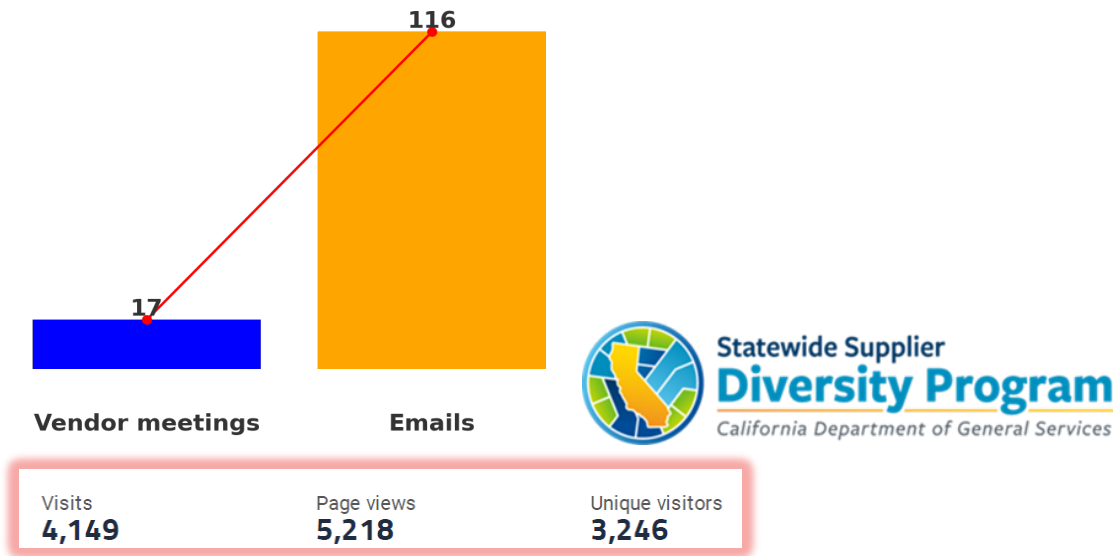 116
17
Vendor meetings
Emails
Statewide Supplier
Diversity Program
California Department of General Services
Visits
4,149
Page views
5,218
Unique visitors
3,246